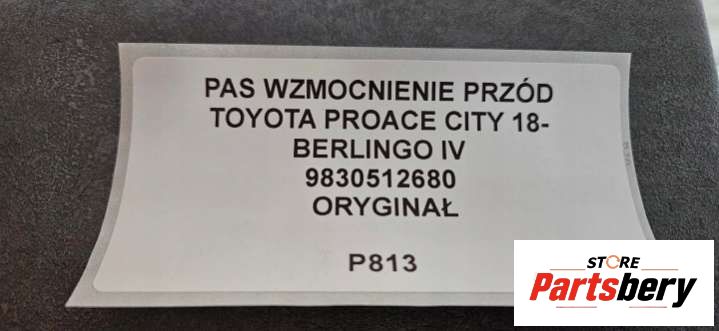 PAS WZMOCNIENIE PRZÓD
TOYOTA PROACE CITY 18-
BERLINGO IV
9830512680
ORYGINAŁ
P813
STORE
Partsbery